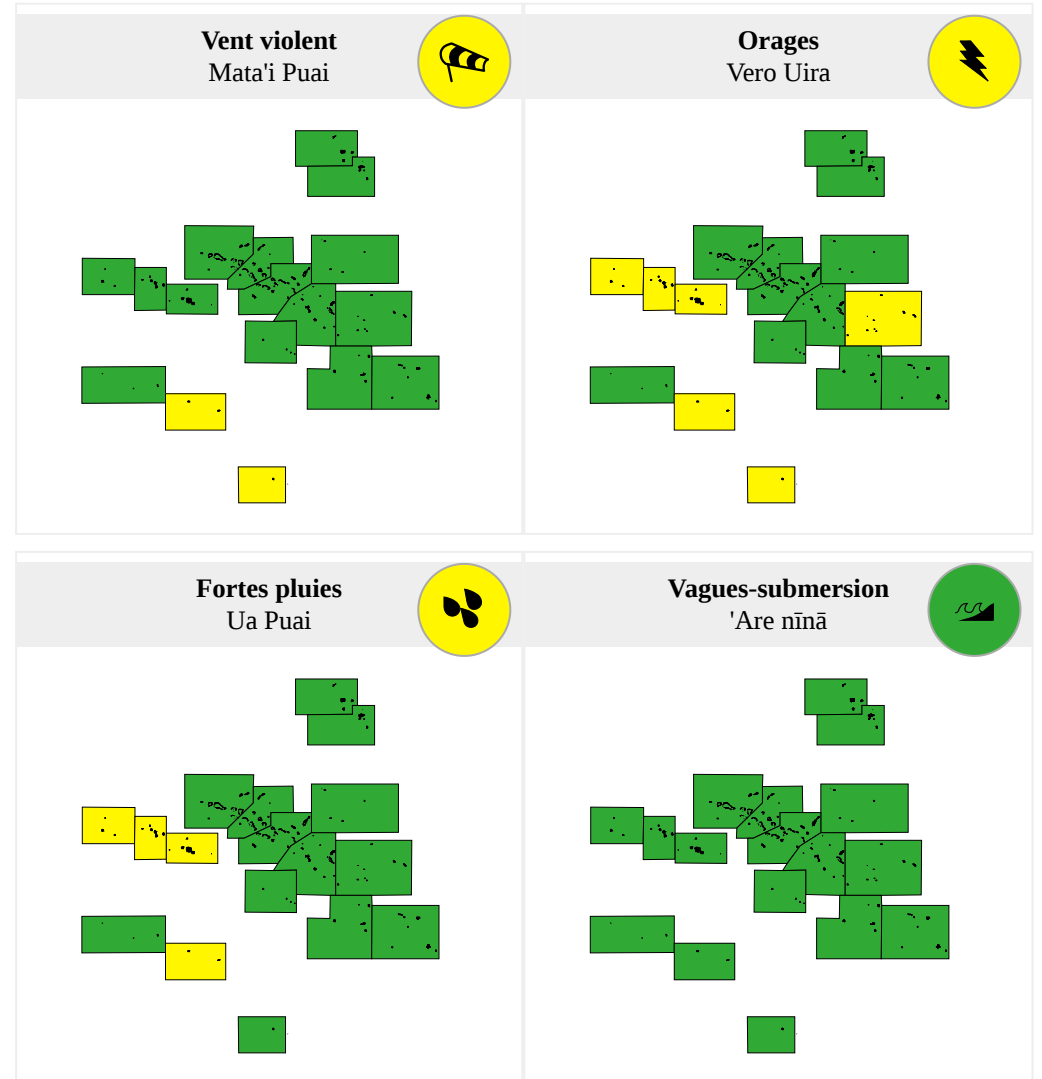 Vent violent
Mata'i Puai
Orages
Vero Uira
Fortes pluies
Ua Puai
Vagues-submersion
'Are nīnā